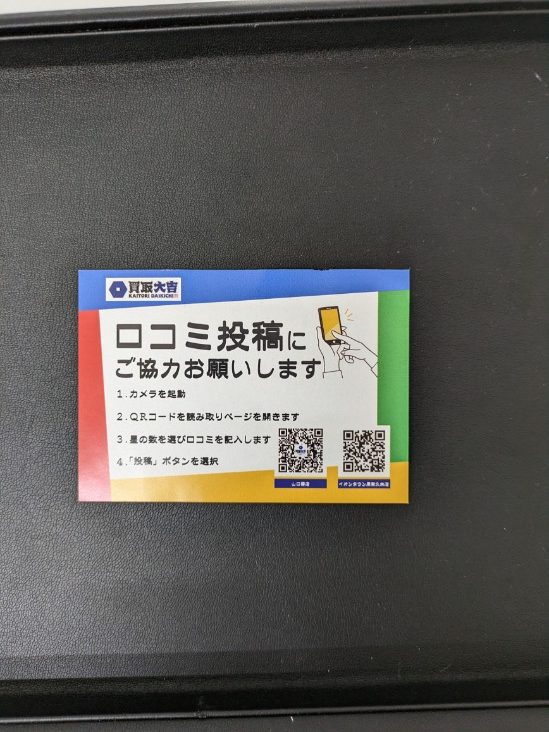 買取大吉
KAITORI DAIKICHI
口コミ投稿に
ご協力お願いします
1.カメラを起動
2.QRコードを読み取りページを開きます
3.星の数を選び口コミを記入します
4.「投稿」ボタンを選択